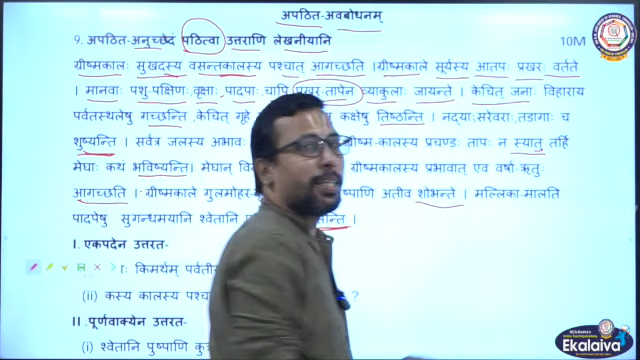 अपठित-अवबोधनम्
9. अपठित-अनुच्छेदं पठित्वा उत्तराणि लेखनीयानि 10M
ग्रीष्मकालः सुखदस्य वसन्तकालस्य पश्चात् आगच्छति ।ग्रीष्मकाले सूर्यस्य आतपः प्रखरः वर्तते
। मानवाः पशु-पक्षिणः वृक्षाः पादपाः चापि प्रखर-तापेन व्याकुलाः जायन्ते । केचित् जनाः विहाराय
पर्वतस्थलेषु गच्छन्ति, केचित् गृहे कक्षेषु तिष्ठन्ति । नद्याःसरेवराःतडागाः च
शुष्यन्ति । सर्वत्र जलस्य अभावः ग्रीष्म-कालस्य प्रचण्डः तापः न स्यातु तर्हि
मेघाः कथ भविष्यन्ति। मेघान् ग्रीष्मकालस्य प्रभावात् एव वर्षा-ऋतुः
आगच्छति । ग्रीष्मकाले गुलमोहर- पुष्पाणि अतीव शोभन्ते । मल्लिका-मालति
पादपेषु सुगन्धमयानि श्वेतानि ।
I. एकपदेन उत्तरत-
किमर्थम्
(ii) कस्य कालस्य ?
II .पूर्णवाक्येन उत्तरत-
(i) श्वेतानि पुष्पाणि
Ekalaiva